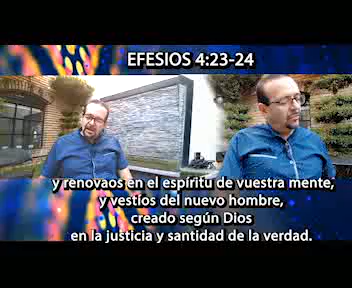 EFESIOS 4:23-24
y renovaos en el espíritu de vuestra mente,
y vestíos del nuevo hombre,
creado según Dios
en la justicia y santidad de la verdad.